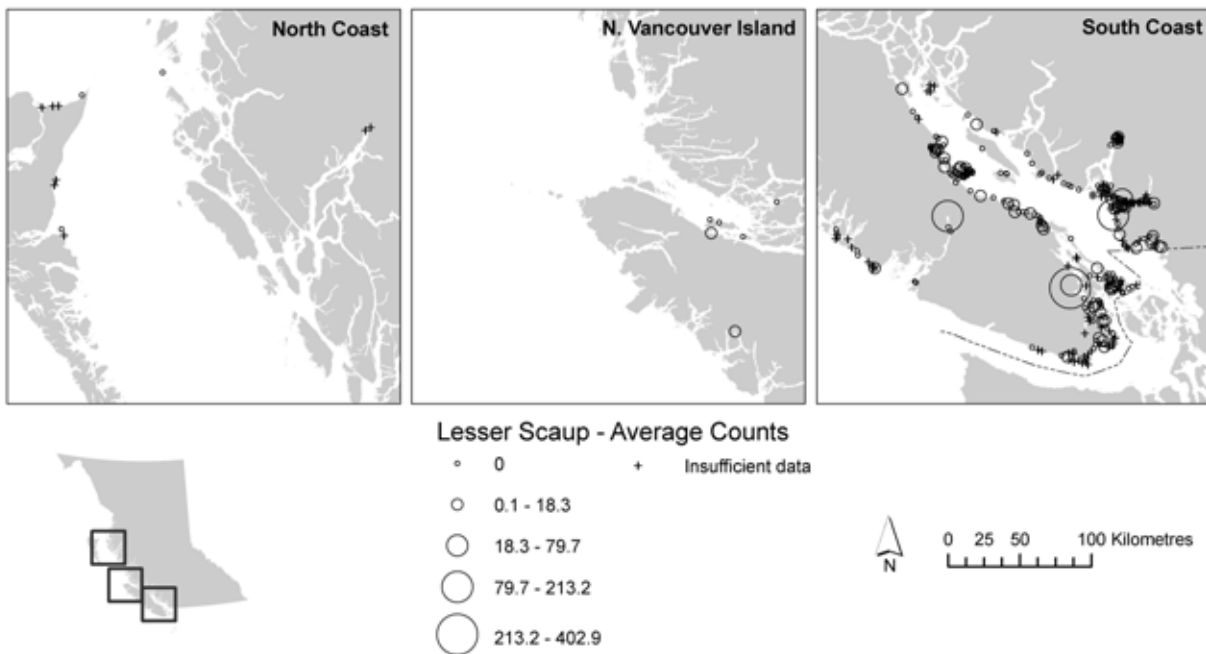 North Coast
N. Vancouver Island
South Coast
Lesser Scaup - Average Counts
0
Insufficient data
0.1 - 18.3
18.3 - 79.7
79.7 - 213.2
213.2 - 402.9
N
0 25 50 100 Kilometres